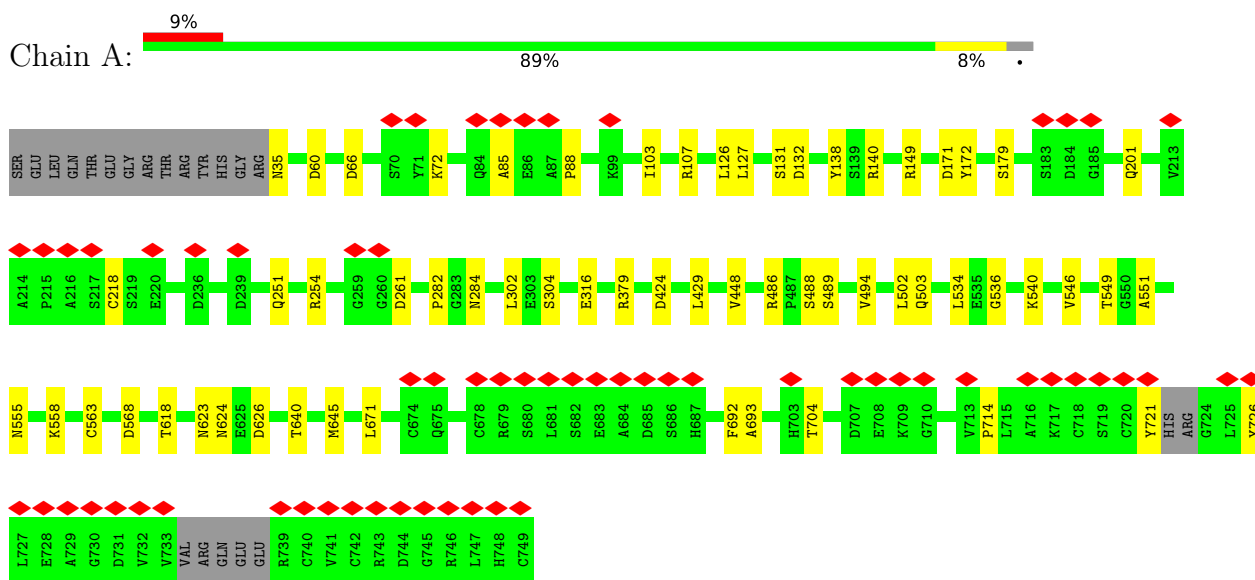 9%
Chain A:
89% 8% •
SER GLU LEU GLN THR GLU GLY ARG THR ARG TYR HIS GLY ARG N35 D60 D66 S70 Y71 K72 Q84 A85 E86 A87 P88 K99 I103 R107 L126 L127 S131 D132 Y138 S139 R140 R149 D171 Y172 S179 S183 D184 G185 Q201 V213
A214 P215 A216 S217 C218 S219 E220 D236 D239 Q251 R254 G259 G260 D261 P282 G283 N284 L302 E303 S304 E316 R379 D424 L429 V448 R486 P487 S488 S489 V494 L502 Q503 L534 E535 G536 K540 V546 T549 G550 A551
N555 K558 C563 D568 T618 N623 N624 E625 D626 T640 M645 L671 C674 Q675 C678 R679 S680 L681 S682 E683 A684 D685 S686 H687 F692 A693 H703 T704 D707 E708 K709 G710 V713 P714 L715 A716 K717 C718 S719 C720 Y721 HIS ARG G724 L725 Y726
L727 E728 A729 G730 D731 V732 V733 VAL ARG GLN GLU GLU R739 C740 V741 C742 R743 D744 G745 R746 L747 H748 C749